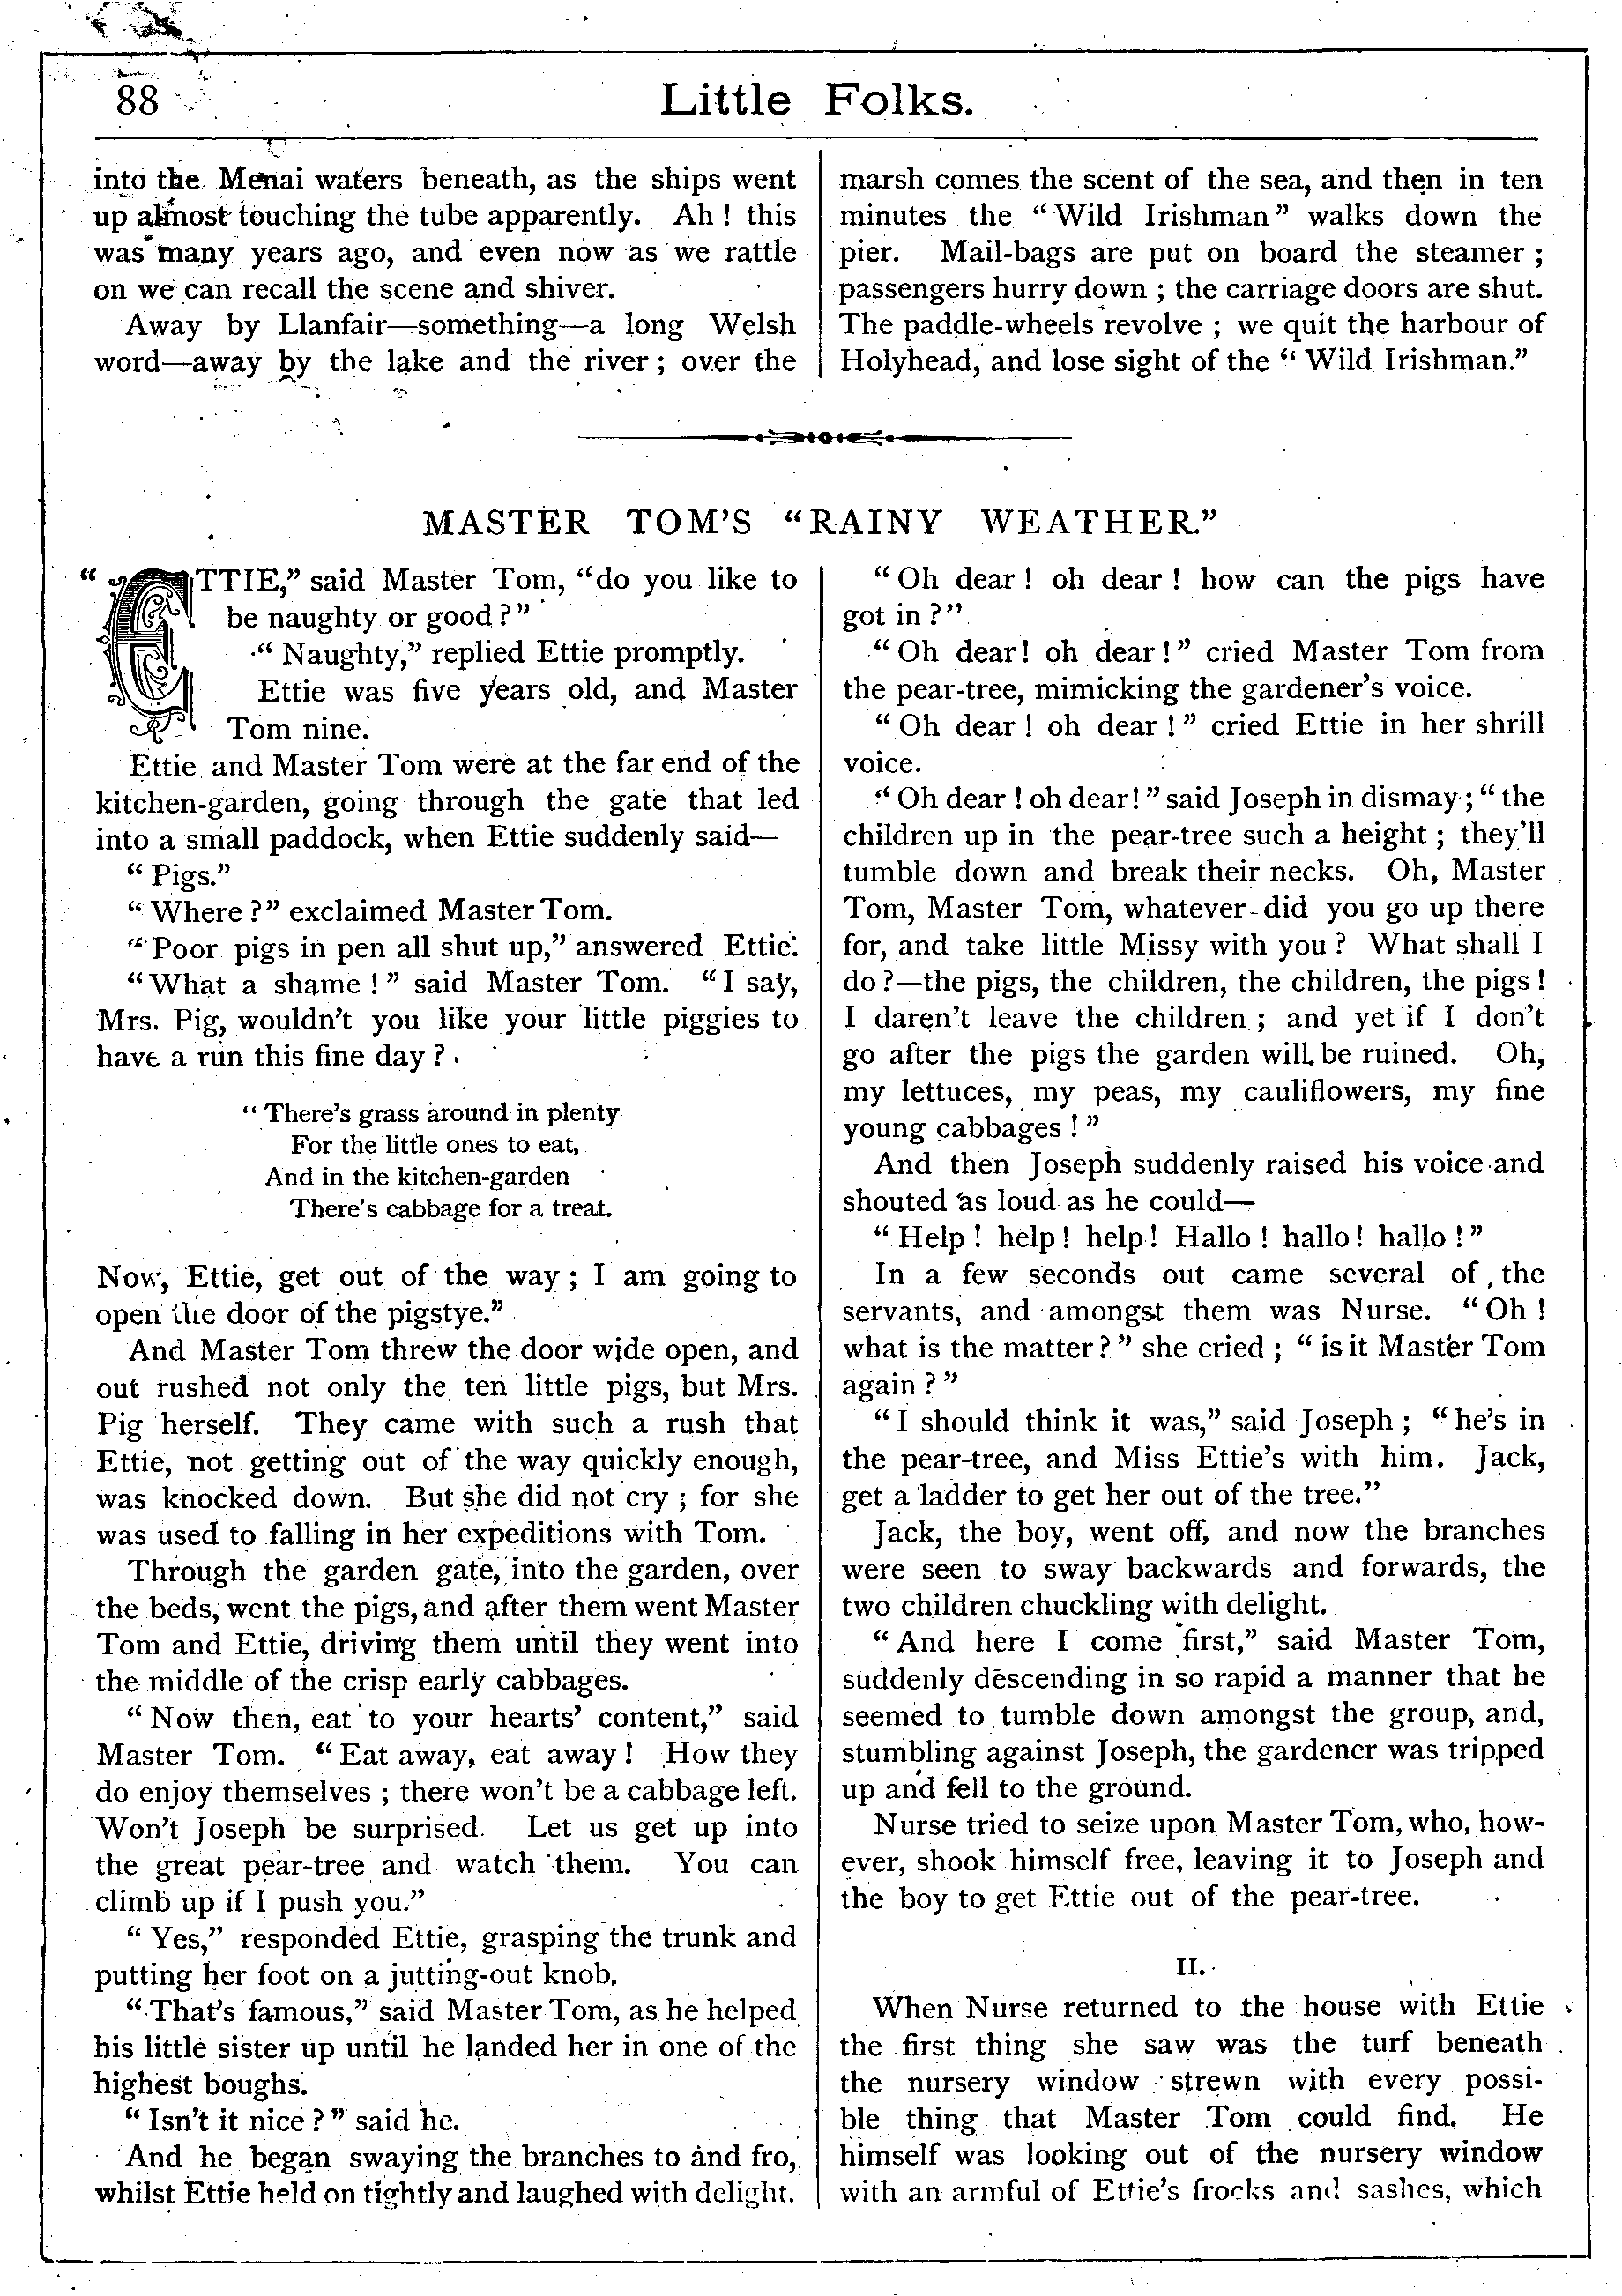 88
Little Folks.
into the Menai waters beneath, as the ships went
up almost touching the tube apparently. Ah ! this
was many years ago, and even now as we rattle
on we can recall the scene and shiver.
Away by Llanfair—something—a long Welsh
word—away by the lake and the river ; over the
marsh comes the scent of the sea, and then in ten
minutes the “Wild Irishman” walks down the
pier. Mail-bags are put on board the steamer ;
passengers hurry down ; the carriage doors are shut.
The paddle-wheels revolve ; we quit the harbour of
Holyhead, and lose sight of the “Wild Irishman.”
MASTER TOM’S “RAINY WEATHER.”
“ETTIE,” said Master Tom, “do you like to
be naughty or good ?”
“Naughty,” replied Ettie promptly.
Ettie was five years old, and Master
Tom nine.
Ettie and Master Tom were at the far end of the
kitchen-garden, going through the gate that led
into a small paddock, when Ettie suddenly said—
“Pigs.”
“Where ?” exclaimed Master Tom.
“Poor pigs in pen all shut up,” answered Ettie.
“What a shame !” said Master Tom. “I say,
Mrs. Pig, wouldn’t you like your little piggies to
have a run this fine day ?
“There’s grass around in plenty
For the little ones to eat,
And in the kitchen-garden
There’s cabbage for a treat.
Now, Ettie, get out of the way ; I am going to
open the door of the pigstye.”
And Master Tom threw the door wide open, and
out rushed not only the ten little pigs, but Mrs.
Pig herself. They came with such a rush that
Ettie, not getting out of the way quickly enough,
was knocked down. But she did not cry ; for she
was used to falling in her expeditions with Tom.
Through the garden gate, into the garden, over
the beds, went the pigs, and after them went Master
Tom and Ettie, driving them until they went into
the middle of the crisp early cabbages.
“Now then, eat to your hearts’ content,” said
Master Tom. “Eat away, eat away ! How they
do enjoy themselves ; there won’t be a cabbage left.
Won’t Joseph be surprised. Let us get up into
the great pear-tree and watch them. You can
climb up if I push you.”
“Yes,” responded Ettie, grasping the trunk and
putting her foot on a jutting-out knob.
“That’s famous,” said Master Tom, as he helped
his little sister up until he landed her in one of the
highest boughs.
“Isn’t it nice ?” said he.
And he began swaying the branches to and fro,
whilst Ettie held on tightly and laughed with delight.
“Oh dear ! oh dear ! how can the pigs have
got in ?”
“Oh dear ! oh dear !” cried Master Tom from
the pear-tree, mimicking the gardener’s voice.
“Oh dear ! oh dear !” cried Ettie in her shrill
voice.
“Oh dear ! oh dear !” said Joseph in dismay ; “the
children up in the pear-tree such a height ; they’ll
tumble down and break their necks. Oh, Master
Tom, Master Tom, whatever did you go up there
for, and take little Missy with you ? What shall I
do ?—the pigs, the children, the children, the pigs !
I daren’t leave the children ; and yet if I don’t
go after the pigs the garden will be ruined. Oh,
my lettuces, my peas, my cauliflowers, my fine
young cabbages !”
And then Joseph suddenly raised his voice and
shouted as loud as he could—
“Help ! help ! help ! Hallo ! hallo ! hallo !”
In a few seconds out came several of the
servants, and amongst them was Nurse. “Oh !
what is the matter ?” she cried ; “is it Master Tom
again ?”
“I should think it was,” said Joseph ; “he’s in
the pear-tree, and Miss Ettie’s with him. Jack,
get a ladder to get her out of the tree.”
Jack, the boy, went off, and now the branches
were seen to sway backwards and forwards, the
two children chuckling with delight.
“And here I come first,” said Master Tom,
suddenly descending in so rapid a manner that he
seemed to tumble down amongst the group, and,
stumbling against Joseph, the gardener was tripped
up and fell to the ground.
Nurse tried to seize upon Master Tom, who, how-
ever, shook himself free, leaving it to Joseph and
the boy to get Ettie out of the pear-tree.
II.
When Nurse returned to the house with Ettie
the first thing she saw was the turf beneath
the nursery window strewn with every possi-
ble thing that Master Tom could find. He
himself was looking out of the nursery window
with an armful of Ettie’s frocks and sashes, which